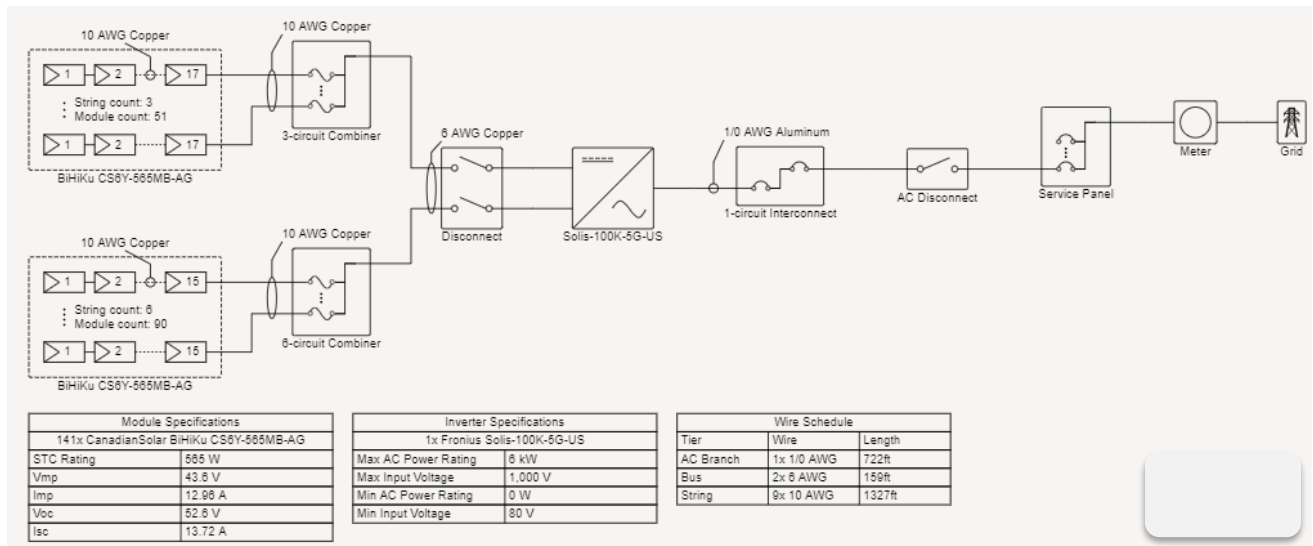 10 AWG Copper
10 AWG Copper
1 2 17
String count: 3
Module count: 51
1 2 17
BiHiKu CS6Y-565MB-AG
3-circuit Combiner
6 AWG Copper
Disconnect
Solis-100K-5G-US
1/0 AWG Aluminum
1-circuit Interconnect
AC Disconnect
Service Panel
Meter
Grid
10 AWG Copper
10 AWG Copper
1 2 15
String count: 6
Module count: 90
1 2 15
BiHiKu CS6Y-565MB-AG
6-circuit Combiner
Module Specifications
141x CanadianSolar BiHiKu CS6Y-565MB-AG
STC Rating 565 W
Vmp 43.6 V
Imp 12.96 A
Voc 52.6 V
Isc 13.72 A
Inverter Specifications
1x Fronius Solis-100K-5G-US
Max AC Power Rating 6 kW
Max Input Voltage 1,000 V
Min AC Power Rating 0 W
Min Input Voltage 80 V
Wire Schedule
Tier Wire Length
AC Branch 1x 1/0 AWG 722ft
Bus 2x 6 AWG 159ft
String 9x 10 AWG 1327ft